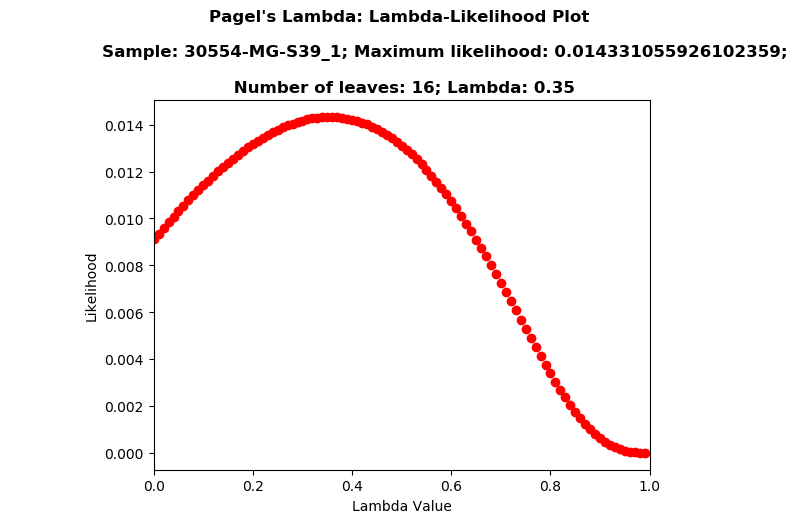 Pagel's Lambda: Lambda-Likelihood Plot
Sample: 30554-MG-S39_1; Maximum likelihood: 0.014331055926102359;
Number of leaves: 16; Lambda: 0.35
0.014
0.012
0.010
0.008
0.006
0.004
0.002
0.000
Likelihood
0.0 0.2 0.4 0.6 0.8 1.0
Lambda Value